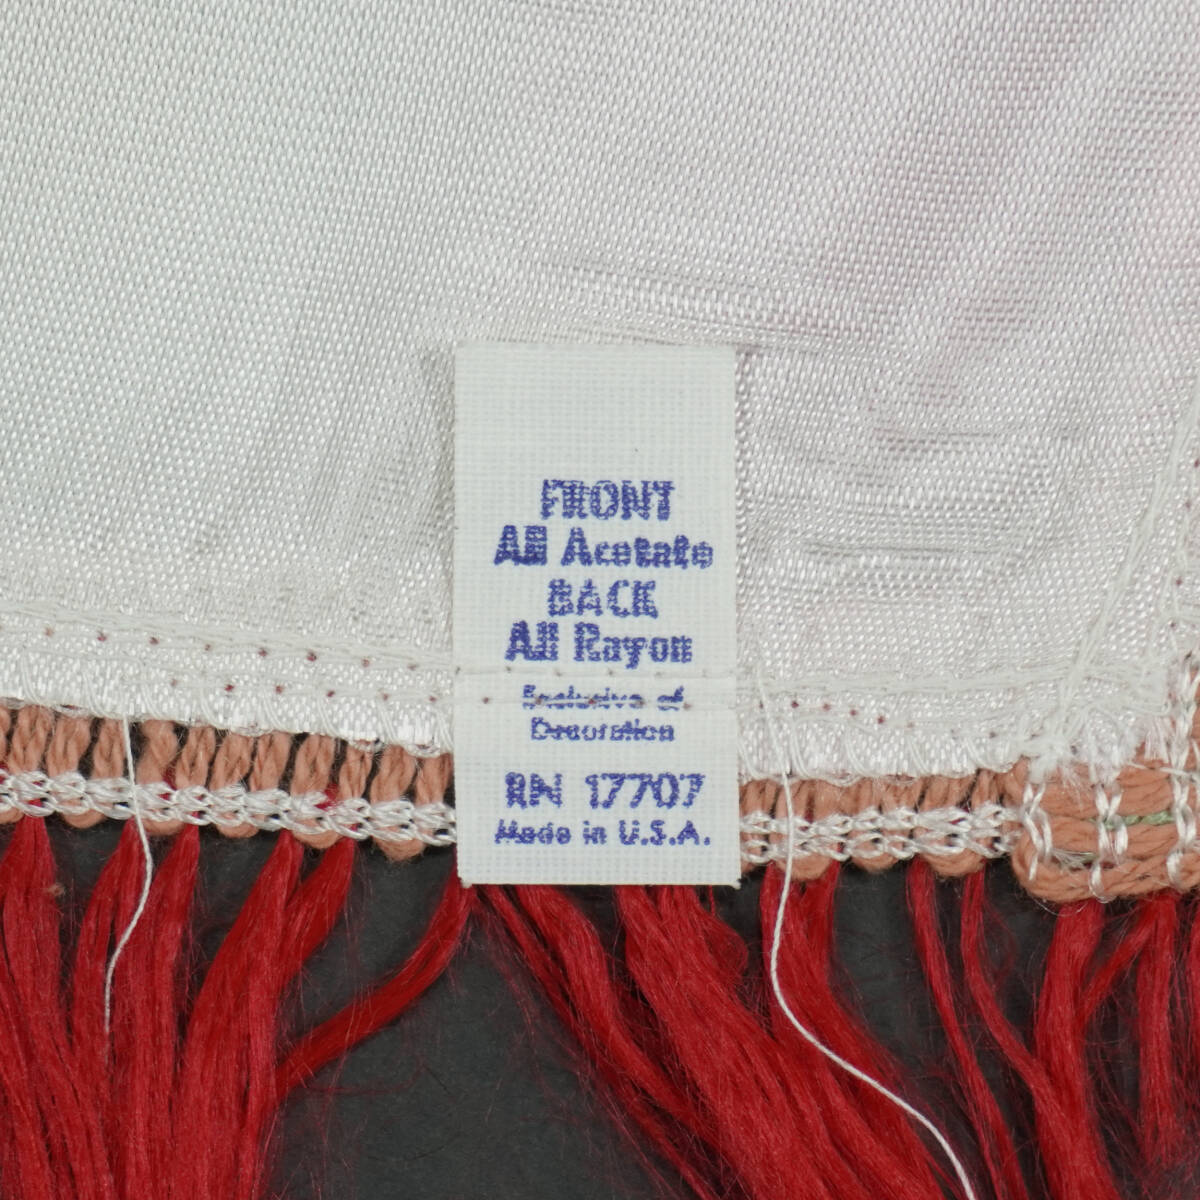 FRONT
All Acetate
BACK
All Rayon
Exclusive of
Decoration
RN 17707
Made in U.S.A.